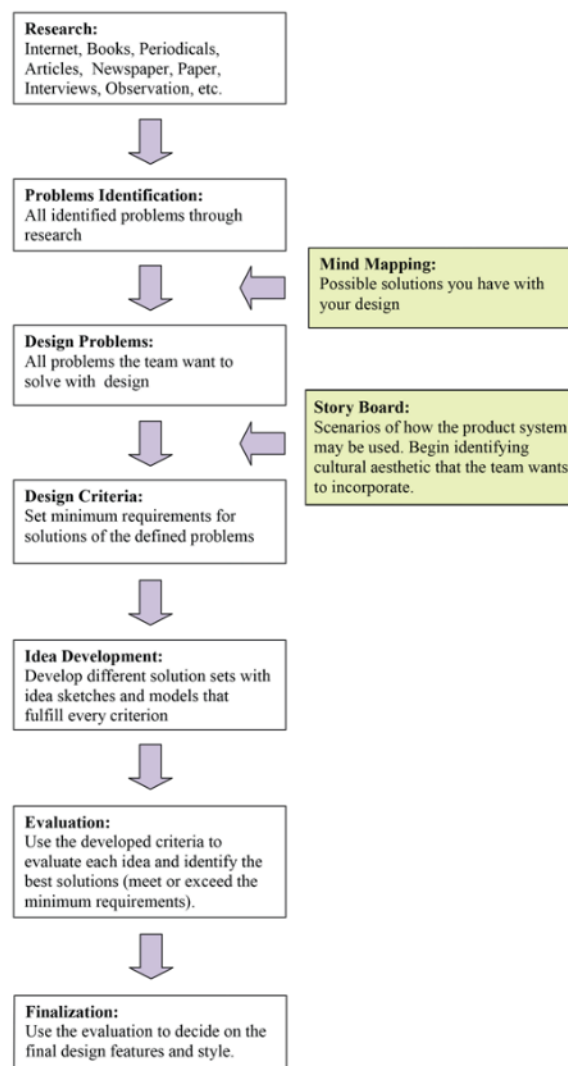 Research:
Internet, Books, Periodicals,
Articles, Newspaper, Paper,
Interviews, Observation, etc.
Problems Identification:
All identified problems through
research
Mind Mapping:
Possible solutions you have with
your design
Design Problems:
All problems the team want to
solve with design
Story Board:
Scenarios of how the product system
may be used. Begin identifying
cultural aesthetic that the team wants
to incorporate.
Design Criteria:
Set minimum requirements for
solutions of the defined problems
Idea Development:
Develop different solution sets with
idea sketches and models that
fulfill every criterion
Evaluation:
Use the developed criteria to
evaluate each idea and identify the
best solutions (meet or exceed the
minimum requirements).
Finalization:
Use the evaluation to decide on the
final design features and style.